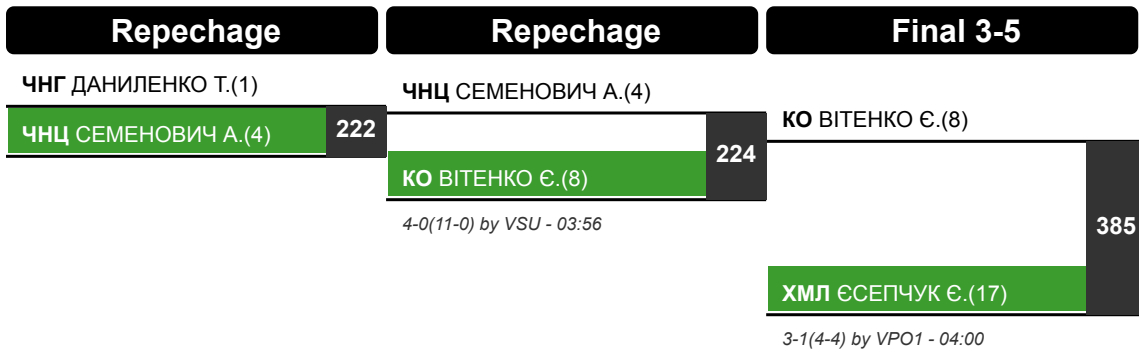 Repechage
Repechage
Final 3-5
ЧНГ ДАНИЛЕНКО Т.(1)
ЧНЦ СЕМЕНОВИЧ А.(4)
222
ЧНЦ СЕМЕНОВИЧ А.(4)
КО ВІТЕНКО Є.(8)
224
4-0(11-0) by VSU - 03:56
КО ВІТЕНКО Є.(8)
385
ХМЛ ЄСЕПЧУК Є.(17)
3-1(4-4) by VPO1 - 04:00